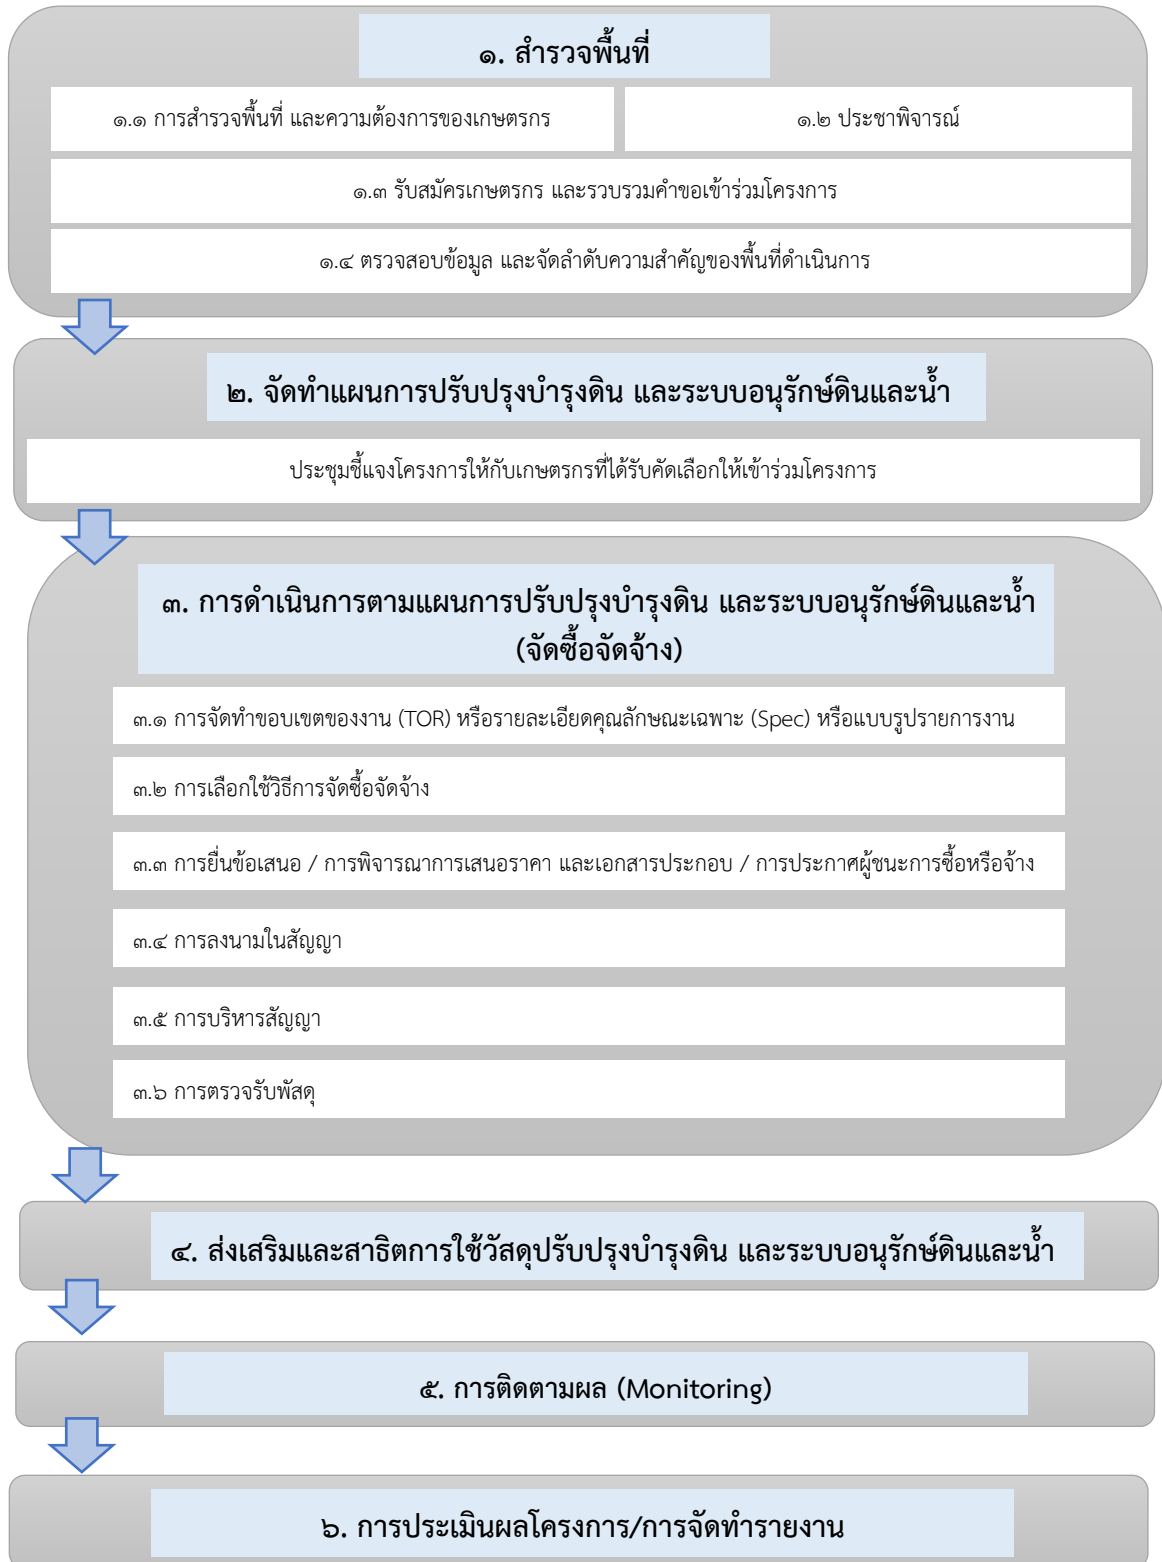 ๑. สำรวจพื้นที่
๑.๑ การสำรวจพื้นที่ และความต้องการของเกษตรกร
๑.๒ ประชาพิจารณ์
๑.๓ รับสมัครเกษตรกร และรวบรวมคำขอเข้าร่วมโครงการ
๑.๔ ตรวจสอบข้อมูล และจัดลำดับความสำคัญของพื้นที่ดำเนินการ
๒. จัดทำแผนการปรับปรุงบำรุงดิน และระบบอนุรักษ์ดินและน้ำ
ประชุมชี้แจงโครงการให้กับเกษตรกรที่ได้รับคัดเลือกให้เข้าร่วมโครงการ
๓. การดำเนินการตามแผนการปรับปรุงบำรุงดิน และระบบอนุรักษ์ดินและน้ำ
(จัดซื้อจัดจ้าง)
๓.๑ การจัดทำขอบเขตของงาน (TOR) หรือรายละเอียดคุณลักษณะเฉพาะ (Spec) หรือแบบรูปรายการงาน
๓.๒ การเลือกใช้วิธีการจัดซื้อจัดจ้าง
๓.๓ การยื่นข้อเสนอ / การพิจารณาการเสนอราคา และเอกสารประกอบ / การประกาศผู้ชนะการซื้อหรือจ้าง
๓.๔ การลงนามในสัญญา
๓.๕ การบริหารสัญญา
๓.๖ การตรวจรับพัสดุ
๔. ส่งเสริมและสาธิตการใช้วัสดุปรับปรุงบำรุงดิน และระบบอนุรักษ์ดินและน้ำ
๕. การติดตามผล (Monitoring)
๖. การประเมินผลโครงการ/การจัดทำรายงาน